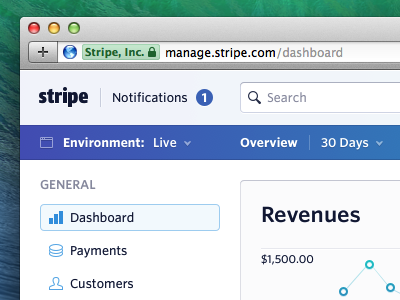 Stripe, Inc. manage.stripe.com/dashboard
stripe Notifications 1 Search
Environment: Live Overview 30 Days
GENERAL
Dashboard
Payments
Customers
Revenues
$1,500.00